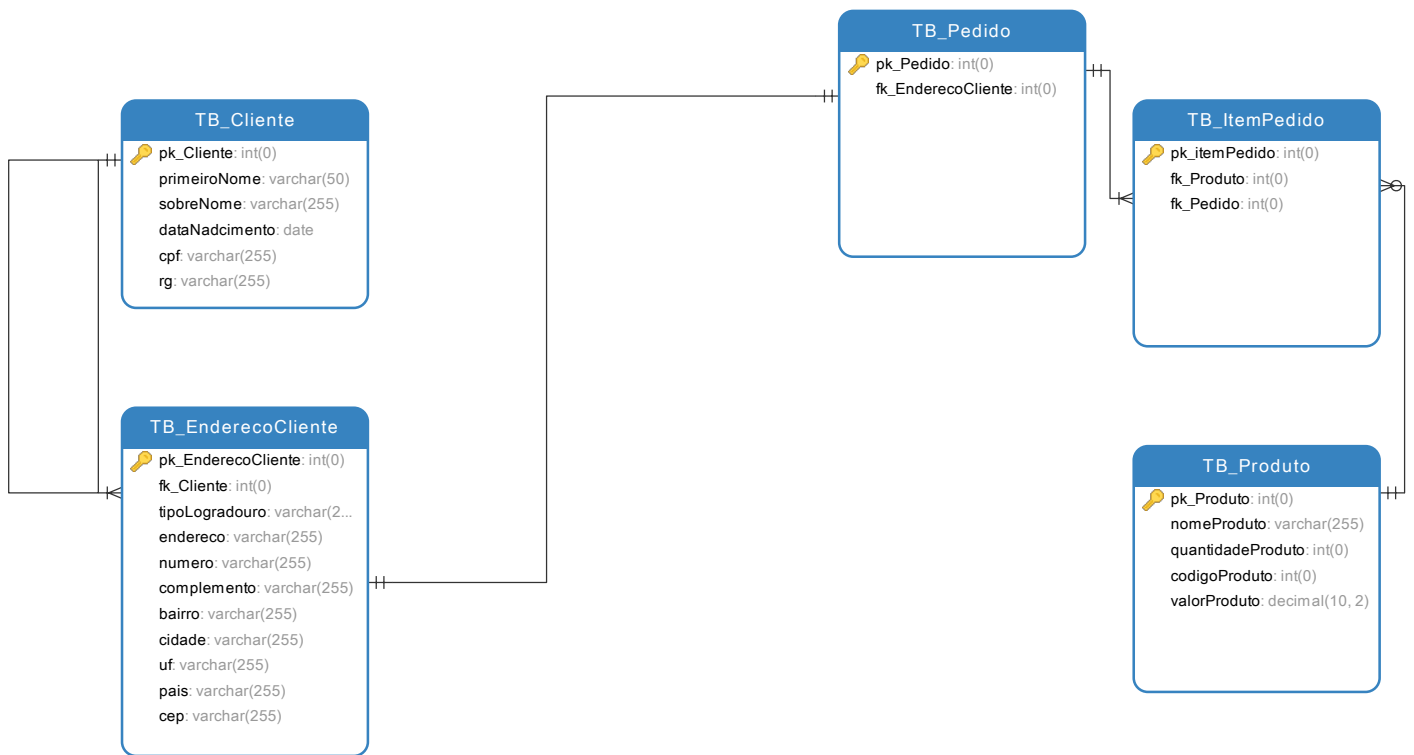 TB_Pedido
pk_Pedido: int(0)
fk_EnderecoCliente: int(0)
TB_Cliente
pk_Cliente: int(0)
primeiroNome: varchar(50)
sobreNome: varchar(255)
dataNadcimento: date
cpf: varchar(255)
rg: varchar(255)
TB_ItemPedido
pk_itemPedido: int(0)
fk_Produto: int(0)
fk_Pedido: int(0)
TB_EnderecoCliente
pk_EnderecoCliente: int(0)
fk_Cliente: int(0)
tipoLogradouro: varchar(2...
endereco: varchar(255)
numero: varchar(255)
complemento: varchar(255)
bairro: varchar(255)
cidade: varchar(255)
uf: varchar(255)
pais: varchar(255)
cep: varchar(255)
TB_Produto
pk_Produto: int(0)
nomeProduto: varchar(255)
quantidadeProduto: int(0)
codigoProduto: int(0)
valorProduto: decimal(10, 2)